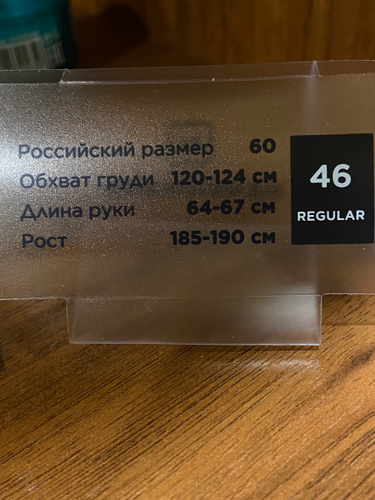 Российский размер 60
Обхват груди 120-124 см
Длина руки 64-67 см
Рост 185-190 см
46
REGULAR